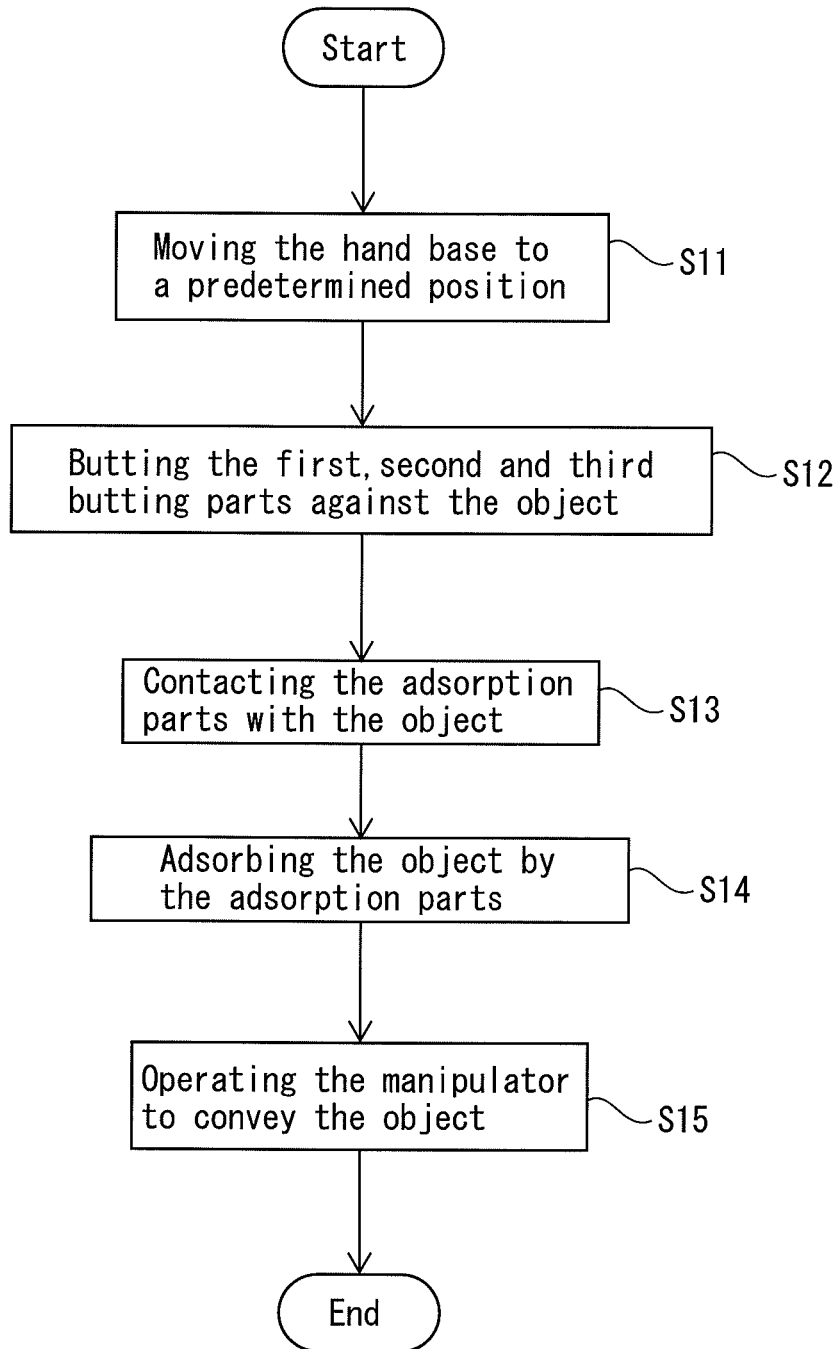 Start
Moving the hand base to
a predetermined position
S11
Butting the first, second and third
butting parts against the object
S12
Contacting the adsorption
parts with the object
S13
Adsorbing the object by
the adsorption parts
S14
Operating the manipulator
to convey the object
S15
End